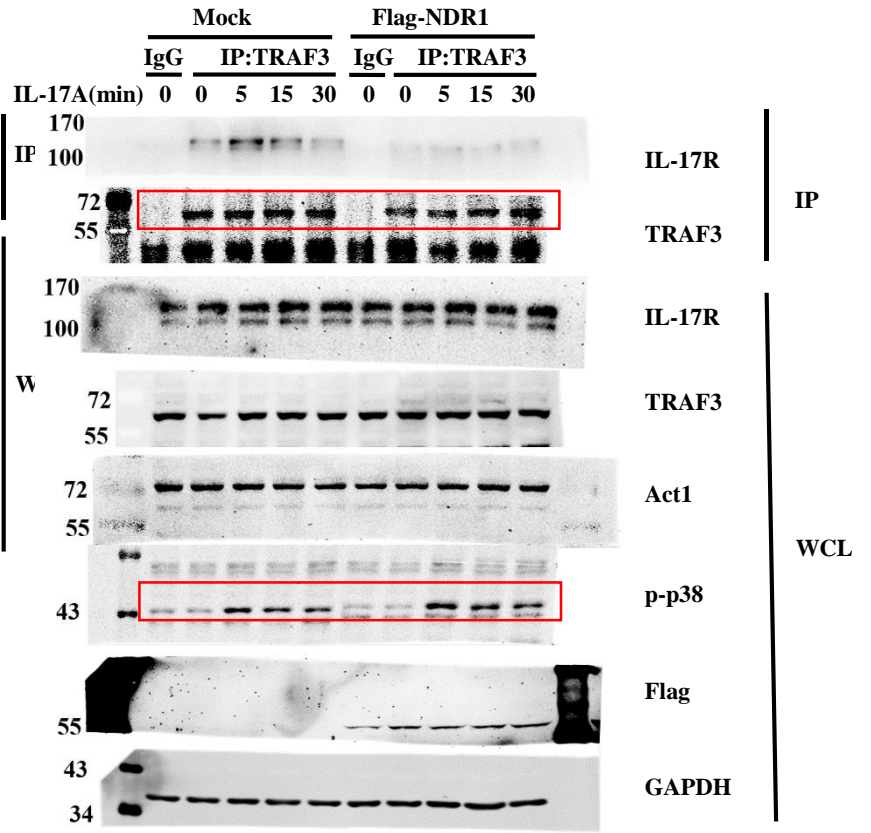 Mock Flag-NDR1
IgG IP:TRAF3 IgG IP:TRAF3
IL-17A(min) 0 0 5 15 30 0 0 5 15 30
170
IP 100 IL-17R
IP
72
55 TRAF3
170
100 IL-17R
W
72 TRAF3
55
72 Act1
55
WCL
43 p-p38
Flag
55
43 GAPDH
34